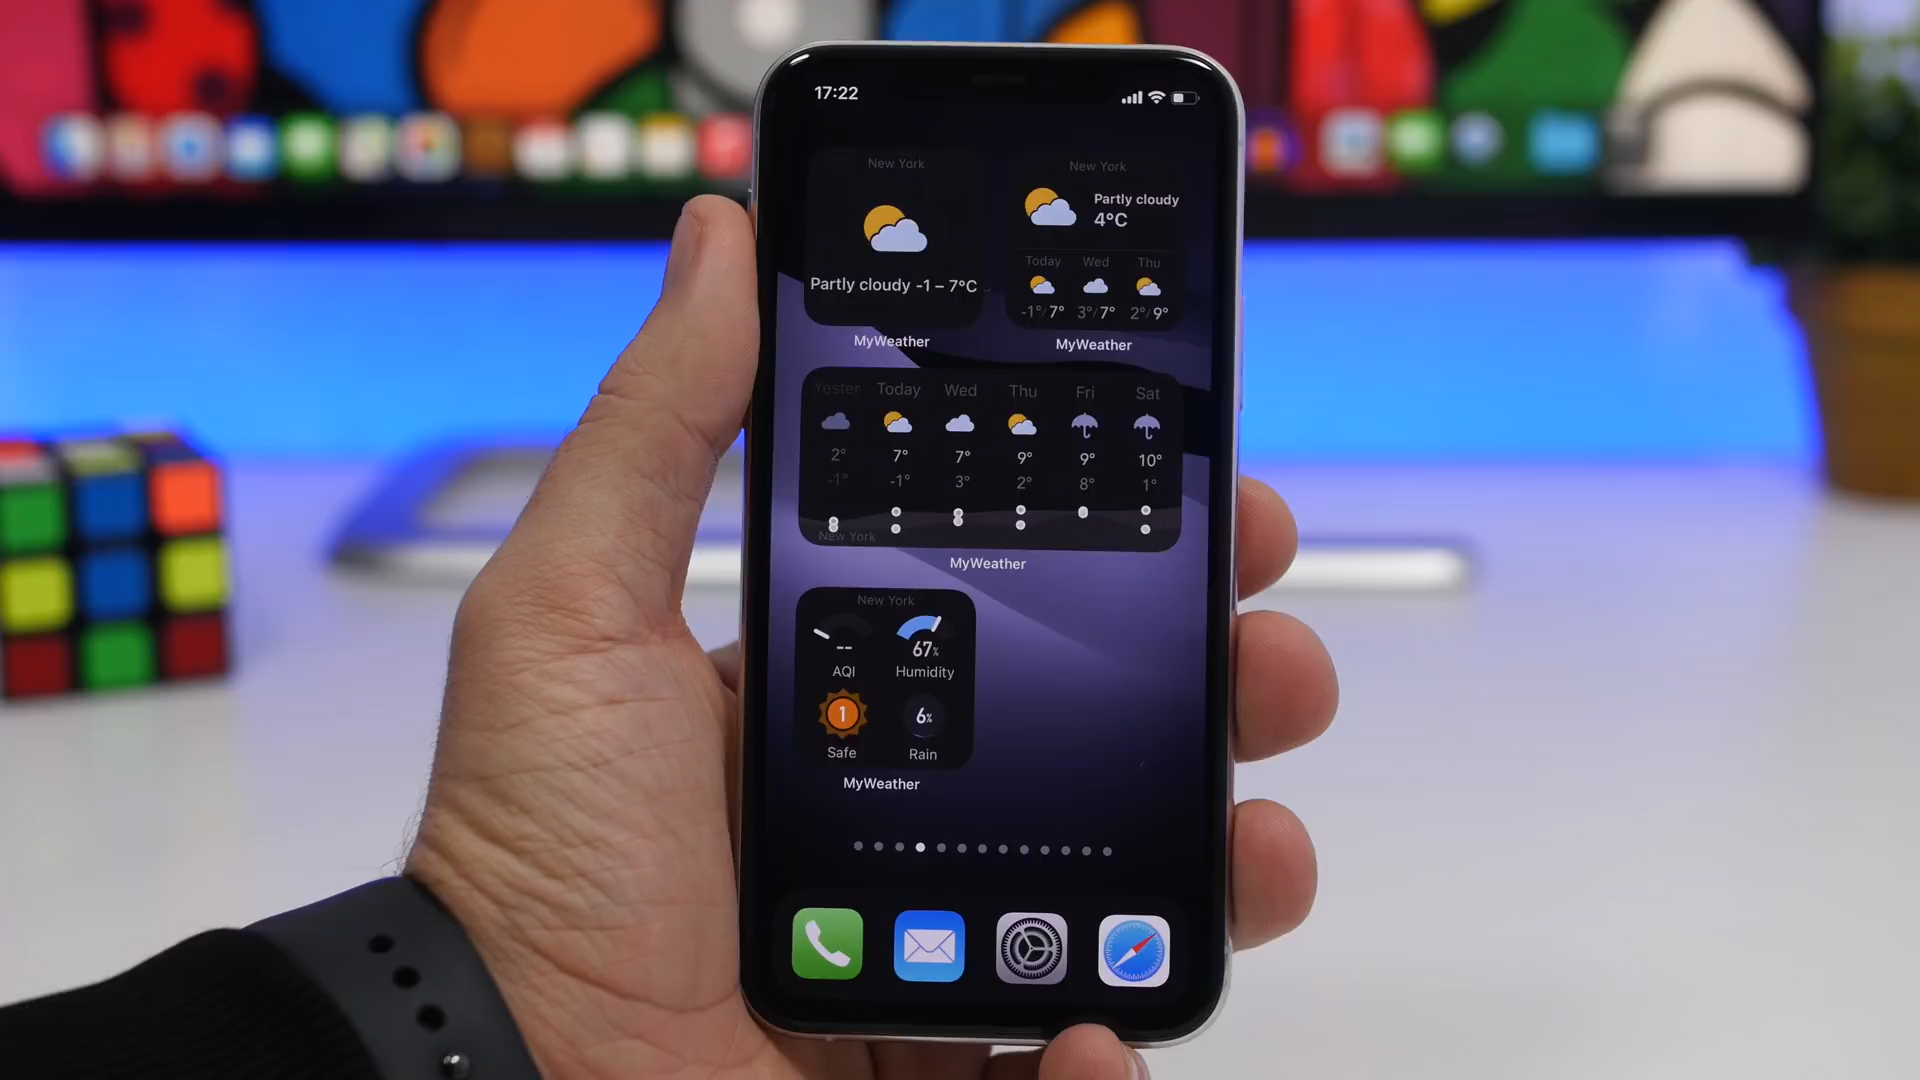 17:22
New York
Partly cloudy -1 – 7°C
MyWeather
New York
Partly cloudy
4°C
Today Wed Thu
-1°/7° 3°/7° 2°/9°
MyWeather
Yester Today Wed Thu Fri Sat
2° 7° 7° 9° 9° 10°
-1° -1° 3° 2° 8° 1°
New York
MyWeather
New York
-- 67%
AQI Humidity
1 6%
Safe Rain
MyWeather